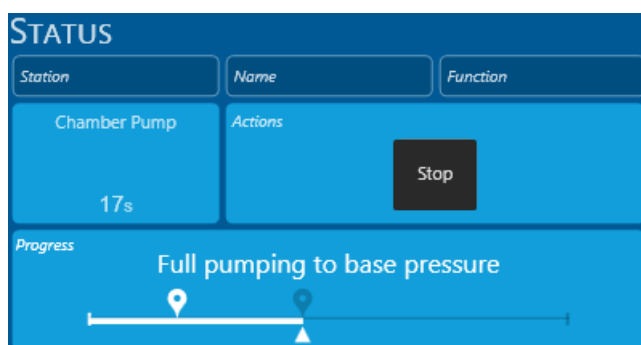 STATUS
Station Name Function
Chamber Pump Actions
Stop
17s
Progress
Full pumping to base pressure